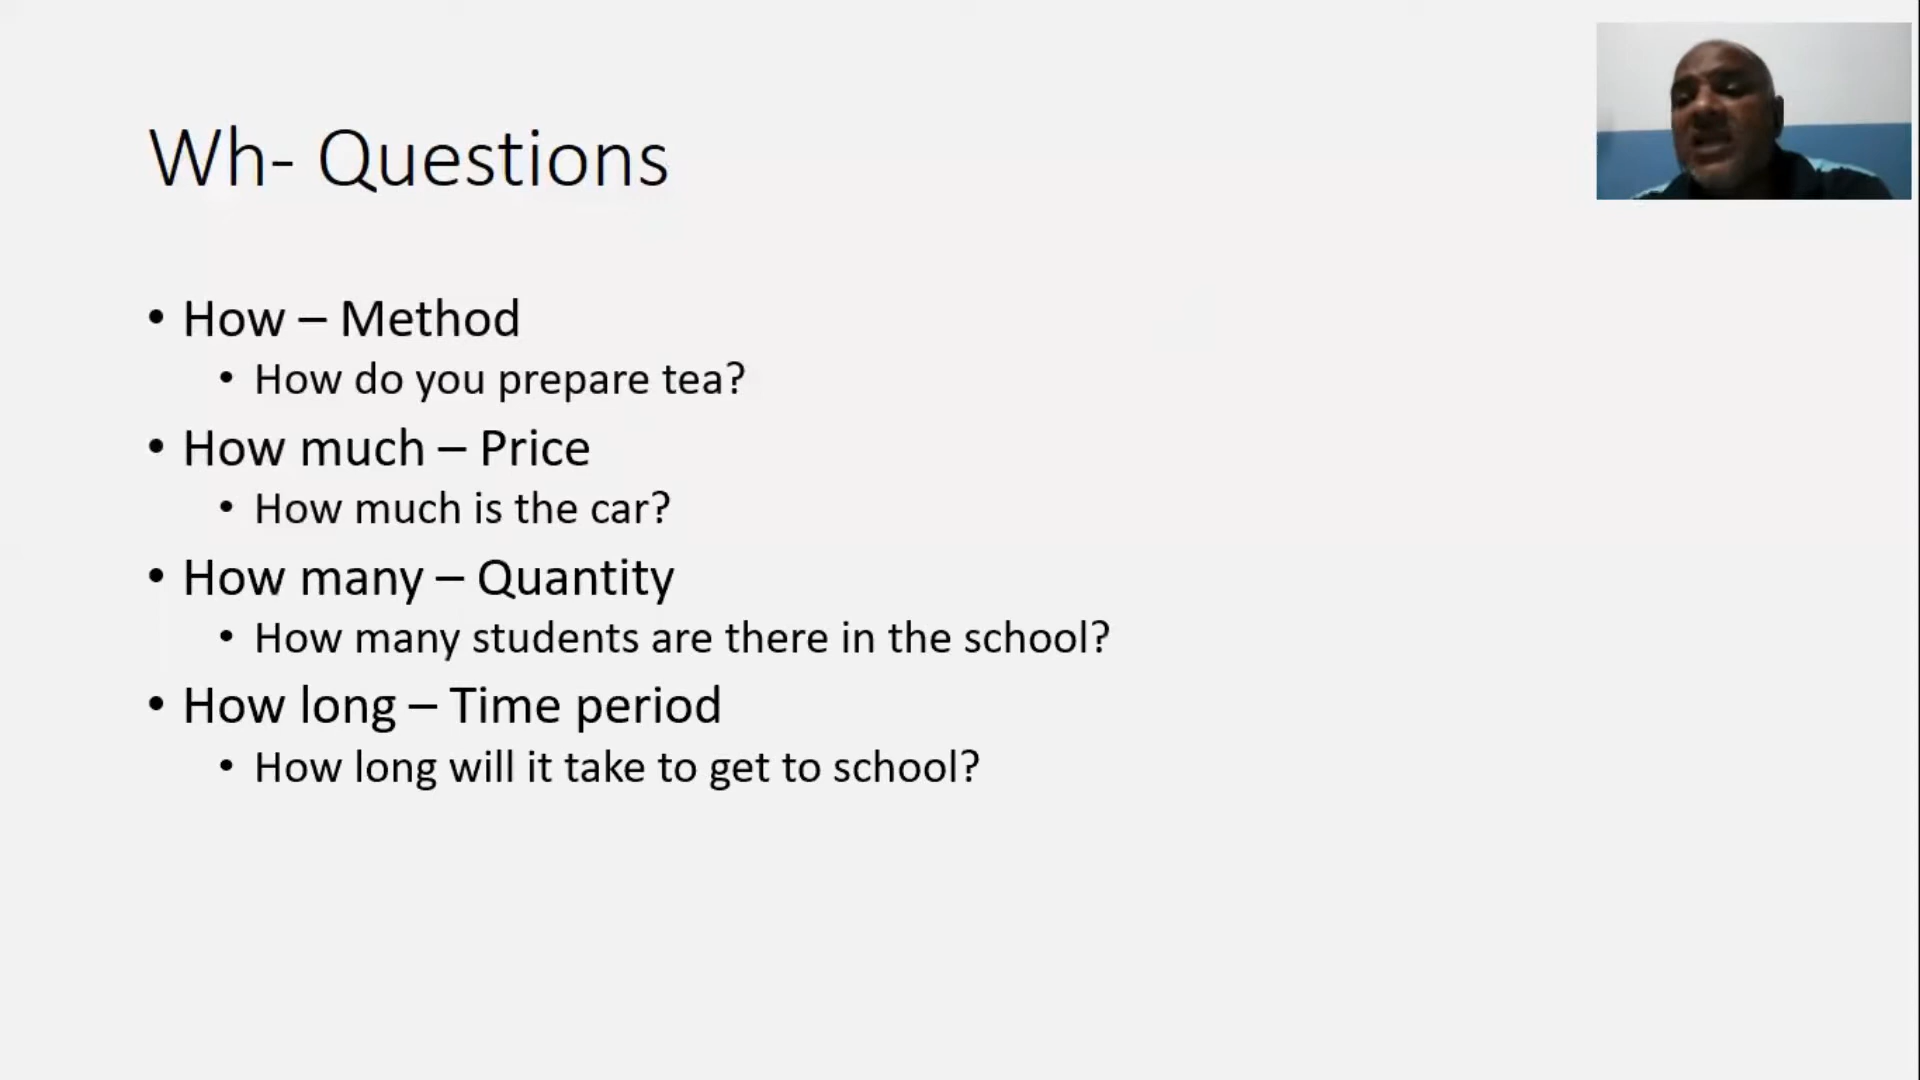 Wh- Questions
• How – Method
• How do you prepare tea?
• How much – Price
• How much is the car?
• How many – Quantity
• How many students are there in the school?
• How long – Time period
• How long will it take to get to school?